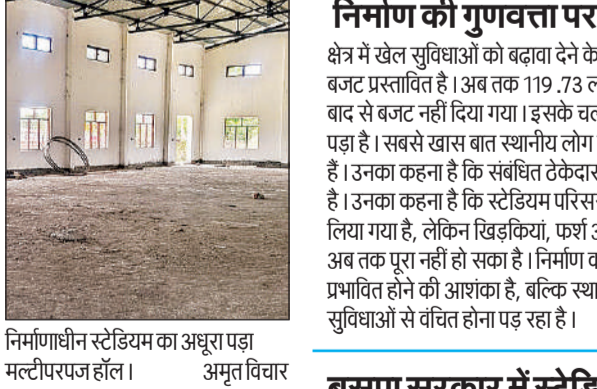 निर्माणाधीन स्टेडियम का अधूरा पड़ा
मल्टीपरपज हॉल। अमृत विचार
निर्माण की गुणवत्ता पर
क्षेत्र में खेल सुविधाओं को बढ़ावा देने के
बजट प्रस्तावित है। अब तक 119 .73 ल
बाद से बजट नहीं दिया गया। इसके चल
पड़ा है। सबसे खास बात स्थानीय लोग
हैं। उनका कहना है कि संबंधित ठेकेदार
है। उनका कहना है कि स्टेडियम परिस
लिया गया है, लेकिन खिड़कियां, फर्श अ
अब तक पूरा नहीं हो सका है। निर्माण क
प्रभावित होने की आशंका है, बल्कि स्था
सुविधाओं से वंचित होना पड़ रहा है।
बसपा सरकार में स्टेडि